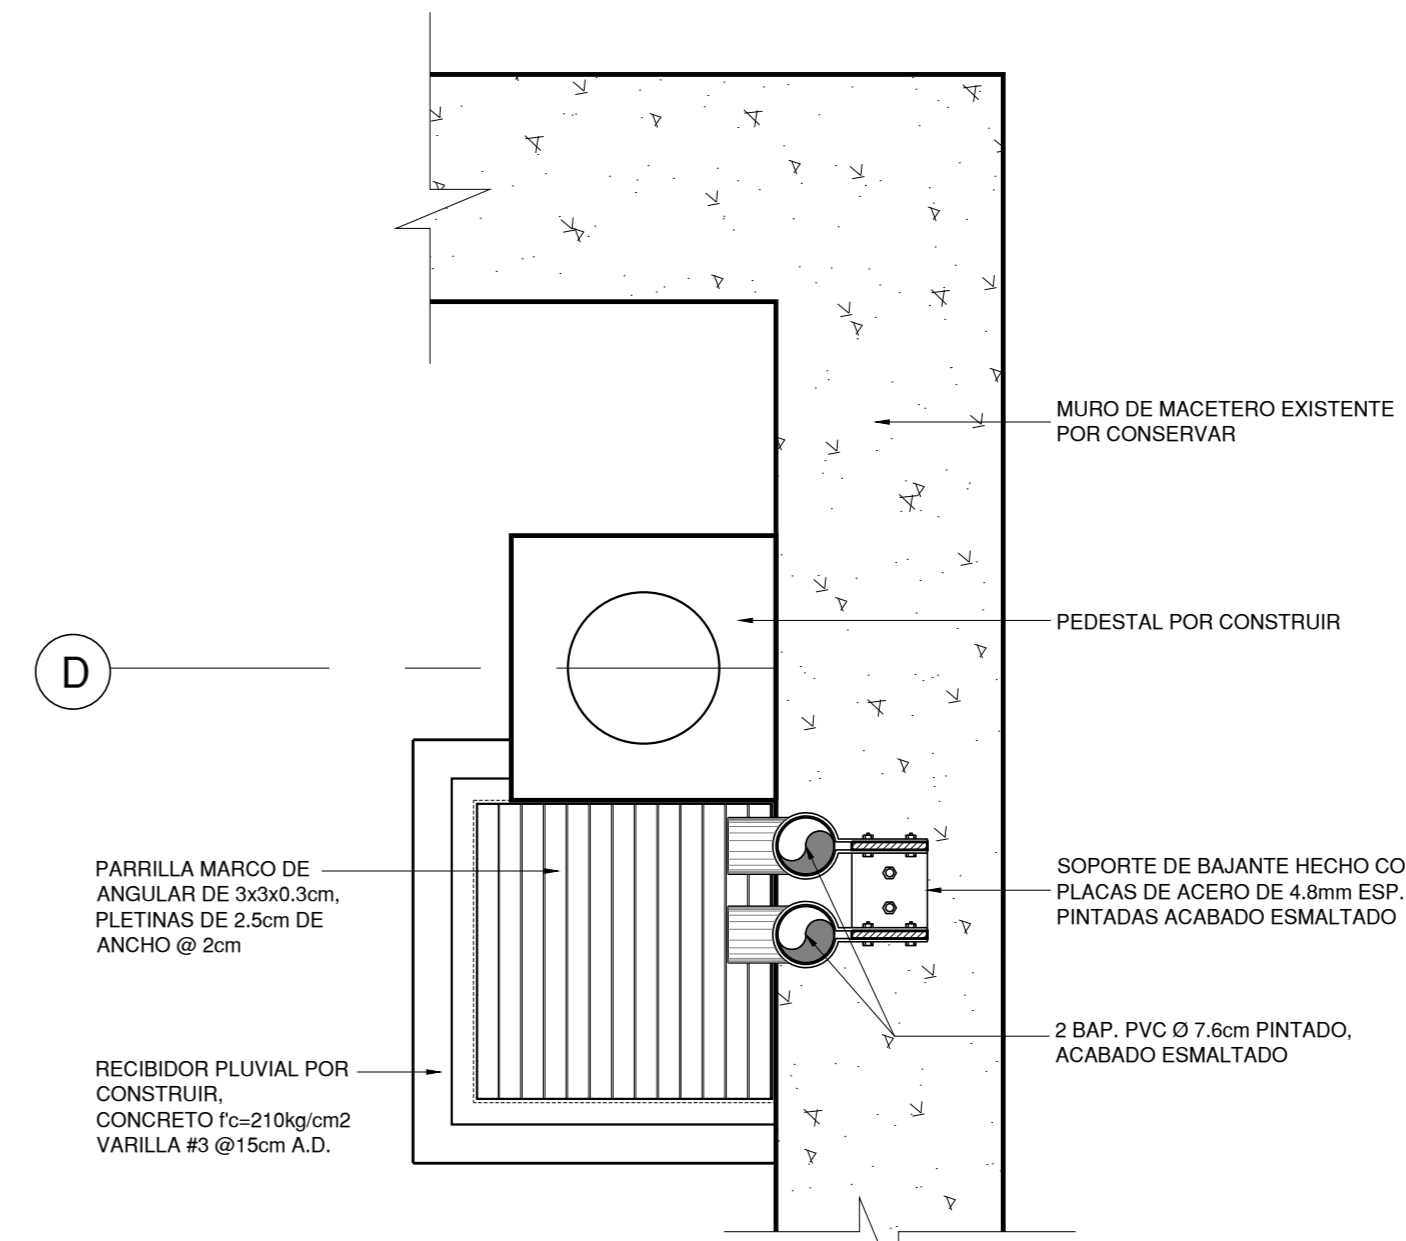 MURO DE MACETERO EXISTENTE
POR CONSERVAR
PEDESTAL POR CONSTRUIR
D
PARRILLA MARCO DE
ANGULAR DE 3x3x0.3cm,
PLETINAS DE 2.5cm DE
ANCHO @ 2cm
SOPORTE DE BAJANTE HECHO CO
PLACAS DE ACERO DE 4.8mm ESP.
PINTADAS ACABADO ESMALTADO
2 BAP. PVC Ø 7.6cm PINTADO,
ACABADO ESMALTADO
RECIBIDOR PLUVIAL POR
CONSTRUIR,
CONCRETO f'c=210kg/cm2
VARILLA #3 @15cm A.D.